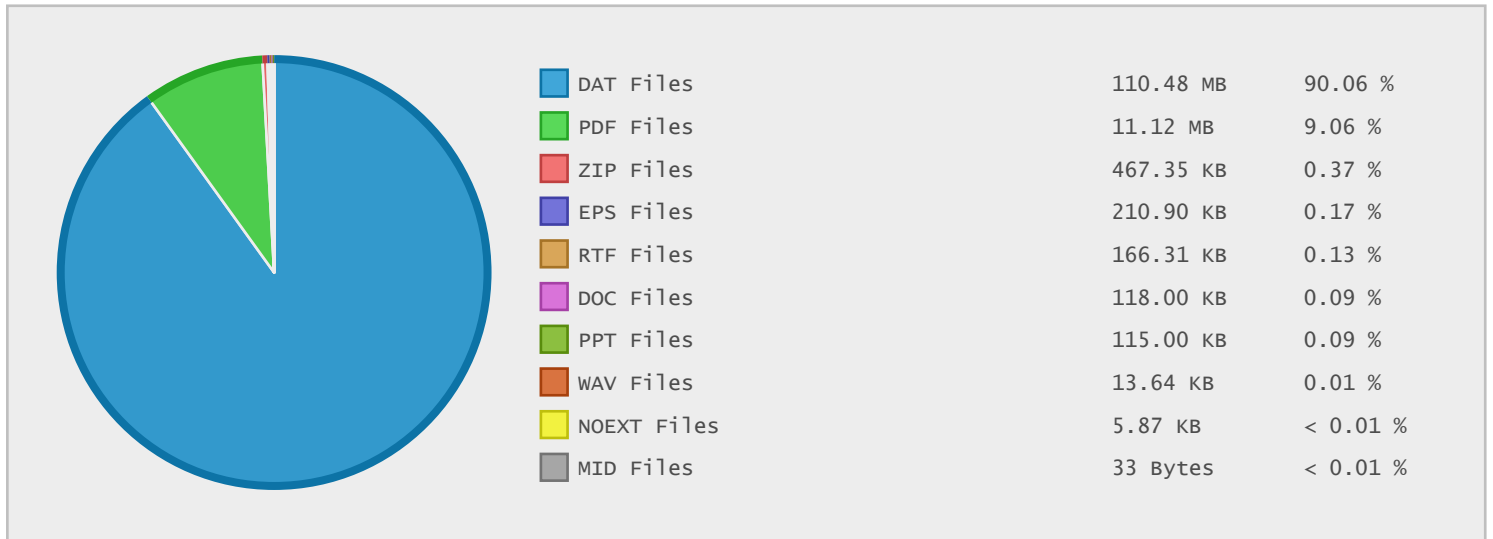 DAT Files 110.48 MB 90.06 %
PDF Files 11.12 MB 9.06 %
ZIP Files 467.35 KB 0.37 %
EPS Files 210.90 KB 0.17 %
RTF Files 166.31 KB 0.13 %
DOC Files 118.00 KB 0.09 %
PPT Files 115.00 KB 0.09 %
WAV Files 13.64 KB 0.01 %
NOEXT Files 5.87 KB < 0.01 %
MID Files 33 Bytes < 0.01 %